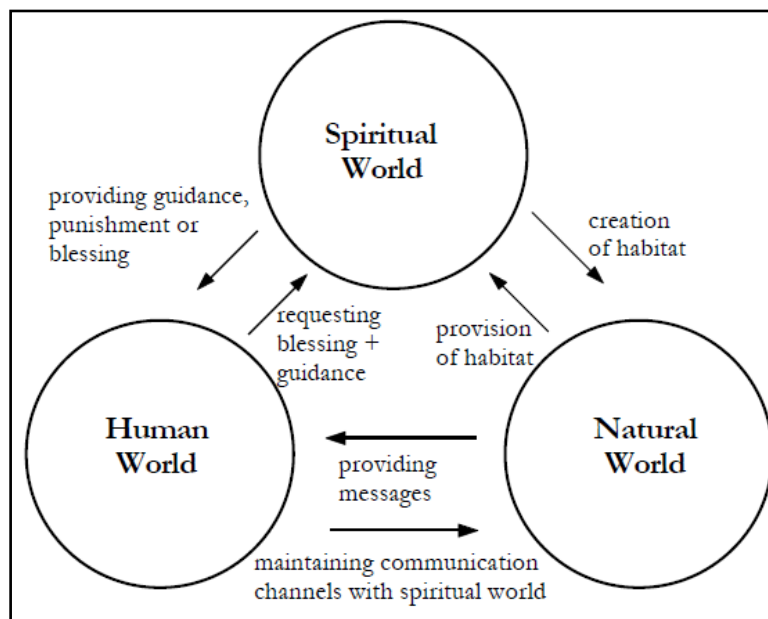 Spiritual
World
providing guidance,
punishment or
blessing
creation
of habitat
requesting
blessing +
guidance
provision
of habitat
Human
World
Natural
World
providing
messages
maintaining communication
channels with spiritual world